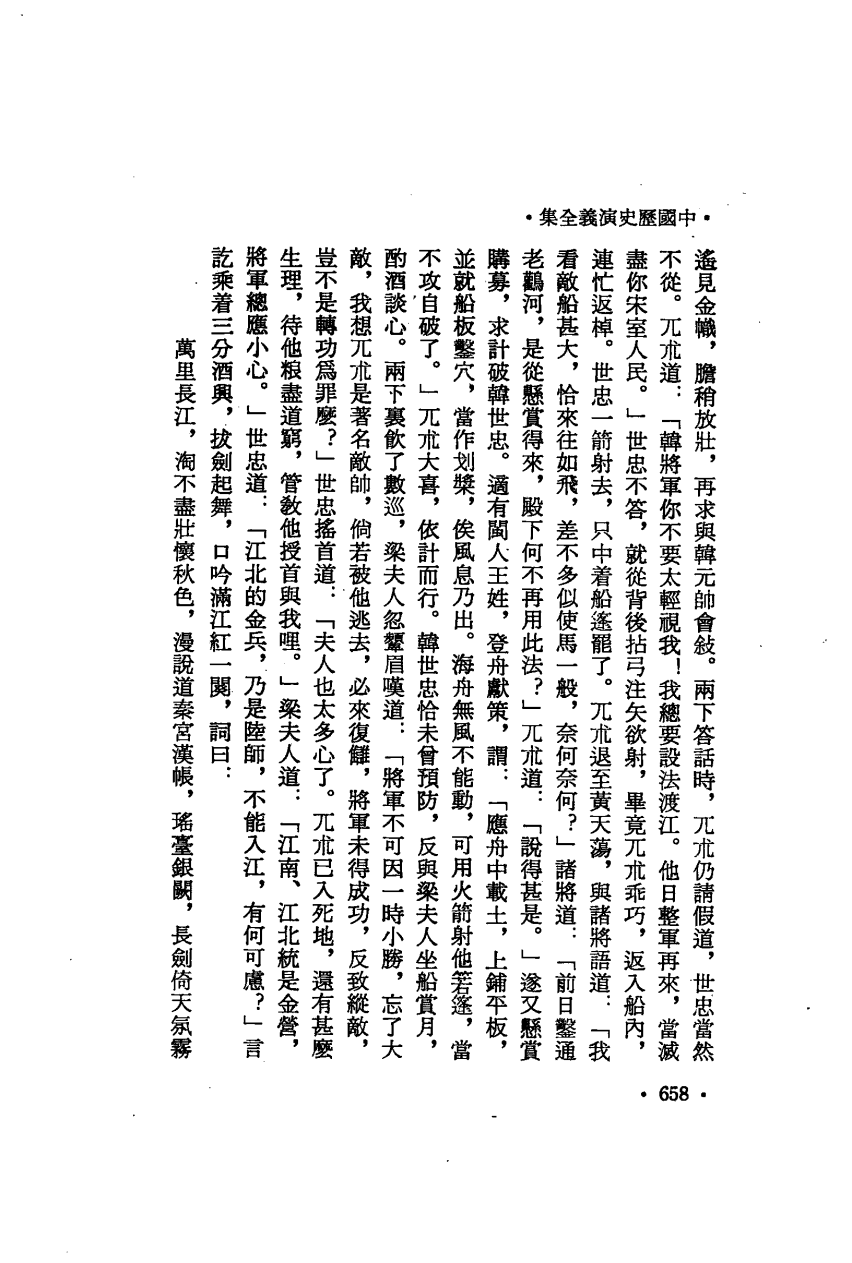 •中國歷史演義全集•
遙見金幟，膽稍放壯，再求與韓元帥會敍。兩下答話時，兀朮仍請假道，世忠當然
不從。兀朮道：「韓將軍你不要太輕視我！我總要設法渡江。他日整軍再來，當滅
盡你宋室人民。」世忠不答，就從背後拈弓注矢欲射，畢竟兀朮乖巧，返入船內，
連忙返棹。世忠一箭射去，只中着船篷罷了。兀朮退至黃天蕩，與諸將語道：「我
看敵船甚大，恰來往如飛，差不多似使馬一般，奈何奈何？」諸將道：「前日鑿通
老鸛河，是從懸賞得來，殿下何不再用此法？」兀朮道：「說得甚是。」遂又懸賞
購募，求計破韓世忠。適有閩人王姓，登舟獻策，謂：「應舟中載土，上鋪平板，
並就船板鑿穴，當作划槳，俟風息乃出。海舟無風不能動，可用火箭射他箬篷，當
不攻自破了。」兀朮大喜，依計而行。韓世忠恰未曾預防，反與梁夫人坐船賞月，
酌酒談心。兩下裏飲了數巡，梁夫人忽顰眉嘆道：「將軍不可因一時小勝，忘了大
敵，我想兀朮是著名敵帥，倘若被他逃去，必來復讎，將軍未得成功，反致縱敵，
豈不是轉功爲罪麼？」世忠搖首道：「夫人也太多心了。兀朮已入死地，還有甚麼
生理，待他粮盡道窮，管敎他授首與我哩。」梁夫人道：「江南、江北統是金營，
將軍總應小心。」世忠道：「江北的金兵，乃是陸師，不能入江，有何可慮？」言
訖乘着三分酒興，拔劍起舞，口吟滿江紅一闋，詞曰：
萬里長江，淘不盡壯懷秋色，漫說道秦宮漢帳，瑤臺銀闕，長劍倚天氛霧
•658•